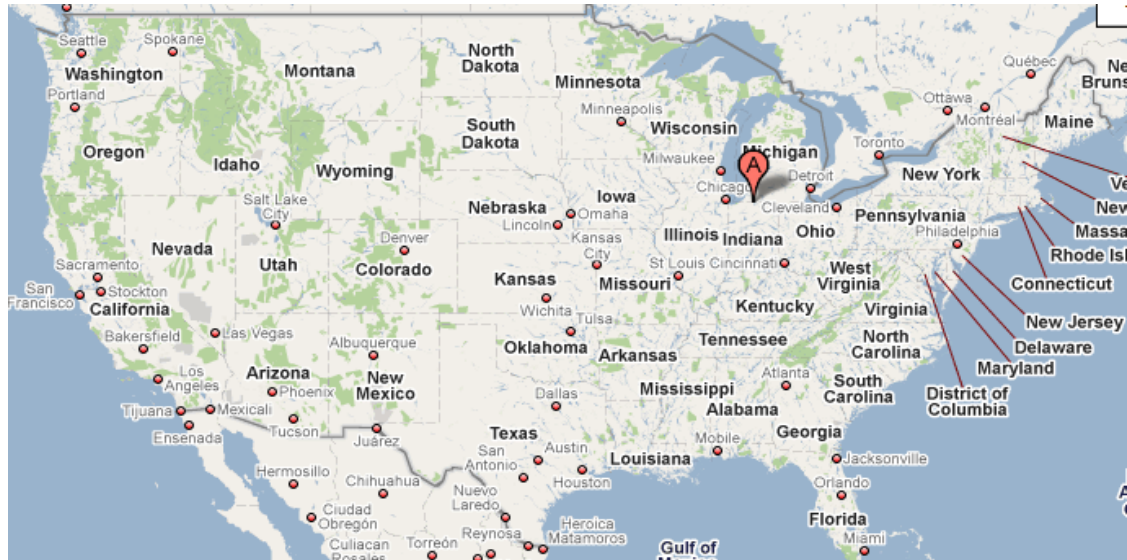 Seattle
Spokane
Washington
Montana
North
Dakota
Minnesota
Québec
Portland
Minneapolis
Ottawa
Montréal
Maine
Oregon
Idaho
South
Dakota
Wisconsin
Michigan
Toronto
Wyoming
Milwaukee
A
Detroit
New York
Salt Lake
City
Nebraska
Iowa
Omaha
Lincoln
Chicago
Cleveland
Pennsylvania
Philadelphia
Nevada
Utah
Denver
Colorado
Kansas
City
Illinois
Indiana
Ohio
Sacramento
San
Francisco
Stockton
California
Kansas
Missouri
St Louis
Cincinnati
West
Virginia
Connecticut
Wichita
Kentucky
Virginia
New Jersey
Bakersfield
Las Vegas
Albuquerque
Tulsa
Oklahoma
Arkansas
Tennessee
North
Carolina
Delaware
Maryland
Los
Angeles
Arizona
Phoenix
New
Mexico
Dallas
Mississippi
Atlanta
South
Carolina
District of
Columbia
Tijuana
Mexicali
Ensenada
Tucson
Juárez
Texas
Austin
Alabama
Georgia
Mobile
Louisiana
Jacksonville
San
Antonio
Houston
Hermosillo
Chihuahua
Nuevo
Laredo
Orlando
Ciudad
Obregón
Reynosa
Heroica
Matamoros
Florida
Culiacan
Torreón
Gulf of
Miami